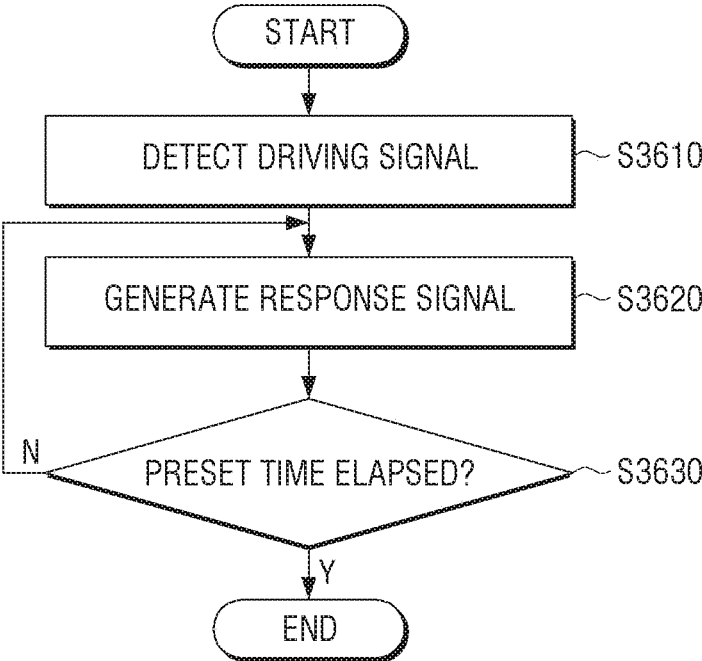 START
DETECT DRIVING SIGNAL
S3610
GENERATE RESPONSE SIGNAL
S3620
N
PRESET TIME ELAPSED?
S3630
Y
END